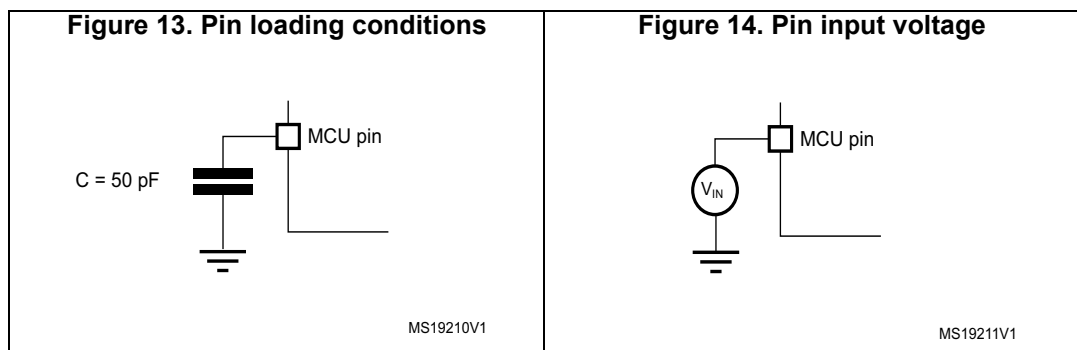 Figure 13. Pin loading conditions
MCU pin
C = 50 pF
MS19210V1
Figure 14. Pin input voltage
MCU pin
VIN
MS19211V1